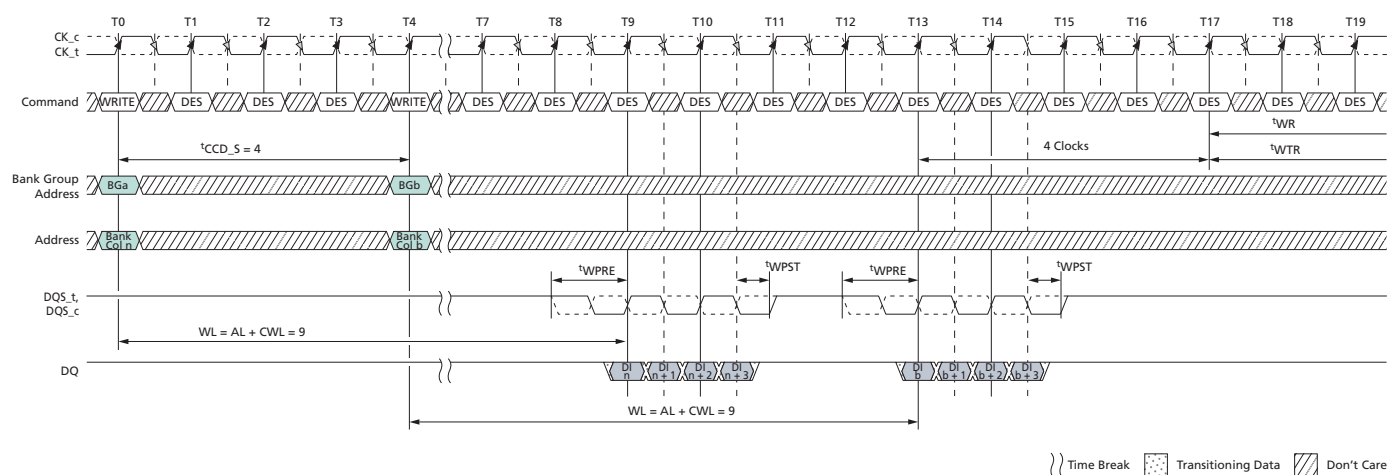 T0 T1 T2 T3 T4 T7 T8 T9 T10 T11 T12 T13 T14 T15 T16 T17 T18 T19
CK_c
CK_t
Command WRITE DES DES DES WRITE DES DES DES DES DES DES DES DES DES DES DES DES DES
tWR
tCCD_S = 4 4 Clocks tWTR
Bank Group
Address BGa BGb
Address Bank
Col n Bank
Col b
tWPRE tWPST tWPRE tWPST
DQS_t,
DQS_c
WL = AL + CWL = 9
DQ DI
n DI
n + 1 DI
n + 2 DI
n + 3 DI
b DI
b + 1 DI
b + 2 DI
b + 3
WL = AL + CWL = 9
Time Break Transitioning Data Don't Care